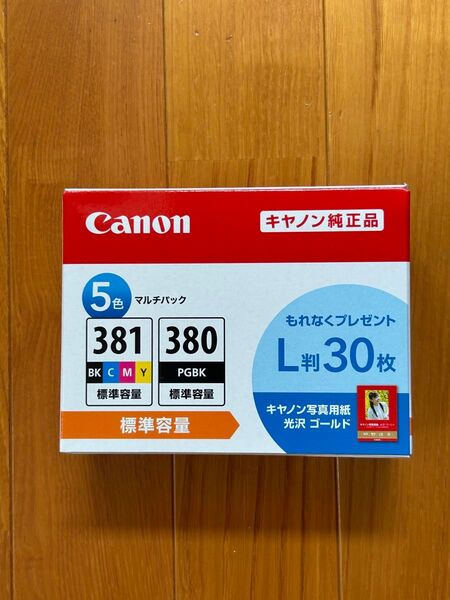 Canon
キヤノン純正品
5色 マルチパック
381
BK C M Y
標準容量
380
PGBK
標準容量
標準容量
もれなくプレゼント
L判30枚
キヤノン写真用紙
光沢 ゴールド